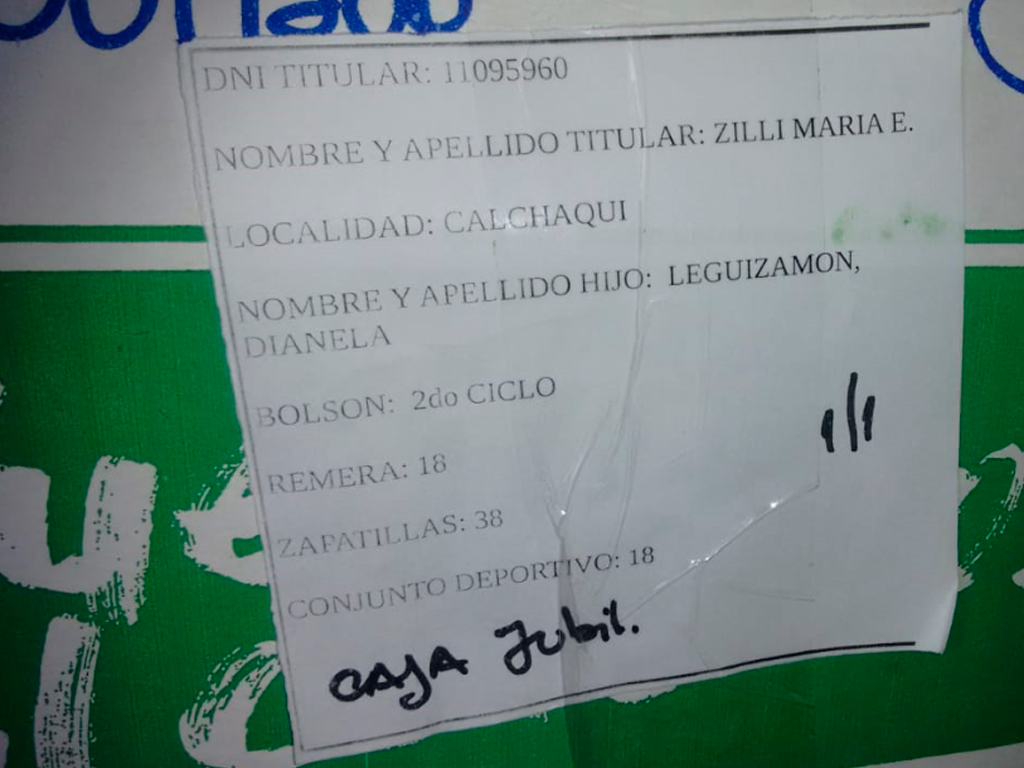 DNI TITULAR: 11095960
NOMBRE Y APELLIDO TITULAR: ZILLI MARIA E.
LOCALIDAD: CALCHAQUI
NOMBRE Y APELLIDO HIJO: LEGUIZAMON,
DIANELA
BOLSON: 2do CICLO
1/1
REMERA: 18
ZAPATILLAS: 38
CONJUNTO DEPORTIVO: 18
CAJA Jubil.